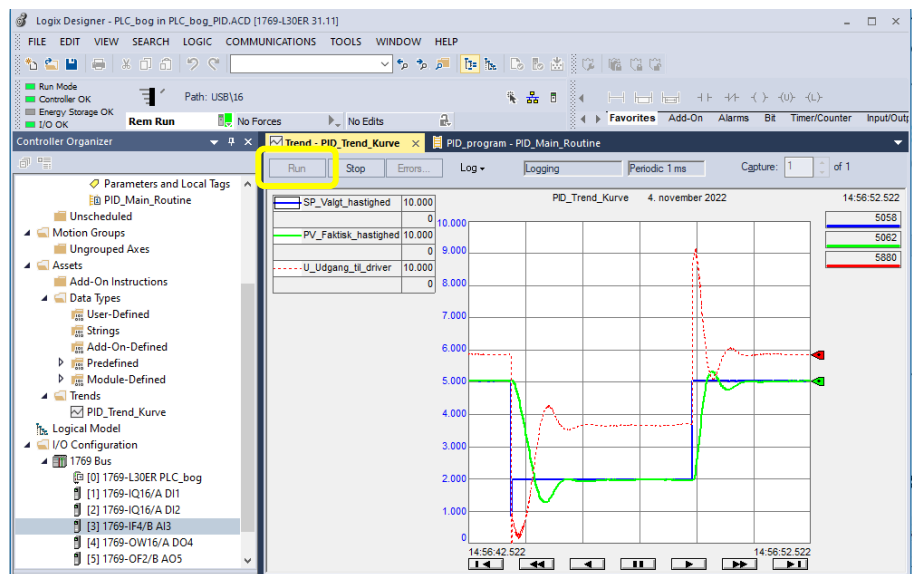 Logix Designer - PLC_bog in PLC_bog_PID.ACD [1769-L30ER 31.11]
FILE EDIT VIEW SEARCH LOGIC COMMUNICATIONS TOOLS WINDOW HELP
Run Mode
Controller OK
Energy Storage OK
I/O OK
Path: USB\16
Rem Run
No Forces
No Edits
Favorites Add-On Alarms Bit Timer/Counter Input/Outp
Controller Organizer
Trend - PID_Trend_Kurve
PID_program - PID_Main_Routine
Run Stop Errors... Log Logging Periodic 1 ms Capture: 1 of 1
Parameters and Local Tags
PID_Main_Routine
Unscheduled
Motion Groups
Ungrouped Axes
Assets
Add-On Instructions
Data Types
User-Defined
Strings
Add-On-Defined
Predefined
Module-Defined
Trends
PID_Trend_Kurve
Logical Model
I/O Configuration
1769 Bus
[0] 1769-L30ER PLC_bog
[1] 1769-IQ16/A DI1
[2] 1769-IQ16/A DI2
[3] 1769-IF4/B AI3
[4] 1769-OW16/A DO4
[5] 1769-OF2/B AO5
SP_Valgt_hastighed 10.000
0
PV_Faktisk_hastighed 10.000
0
U_Udgang_til_driver 10.000
0
PID_Trend_Kurve 4. november 2022 14:56:52.522
5058
5062
5880
10.000
9.000
8.000
7.000
6.000
5.000
4.000
3.000
2.000
1.000
0
14:56:42.522 14:56:52.522